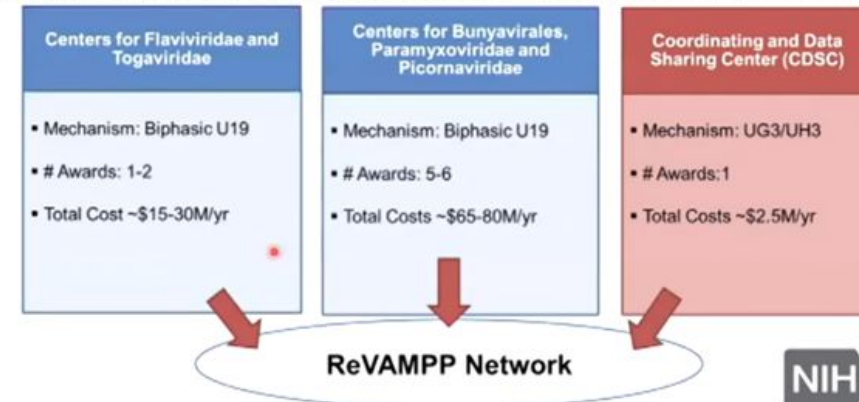 Centers for Flaviviridae and
Togaviridae
▪ Mechanism: Biphasic U19
▪ # Awards: 1-2
▪ Total Cost ~$15-30M/yr
Centers for Bunyavirales,
Paramyxoviridae and
Picornaviridae
▪ Mechanism: Biphasic U19
▪ # Awards: 5-6
▪ Total Costs ~$65-80M/yr
Coordinating and Data
Sharing Center (CDSC)
▪ Mechanism: UG3/UH3
▪ # Awards:1
▪ Total Costs ~$2.5M/yr
ReVAMPP Network
NIH